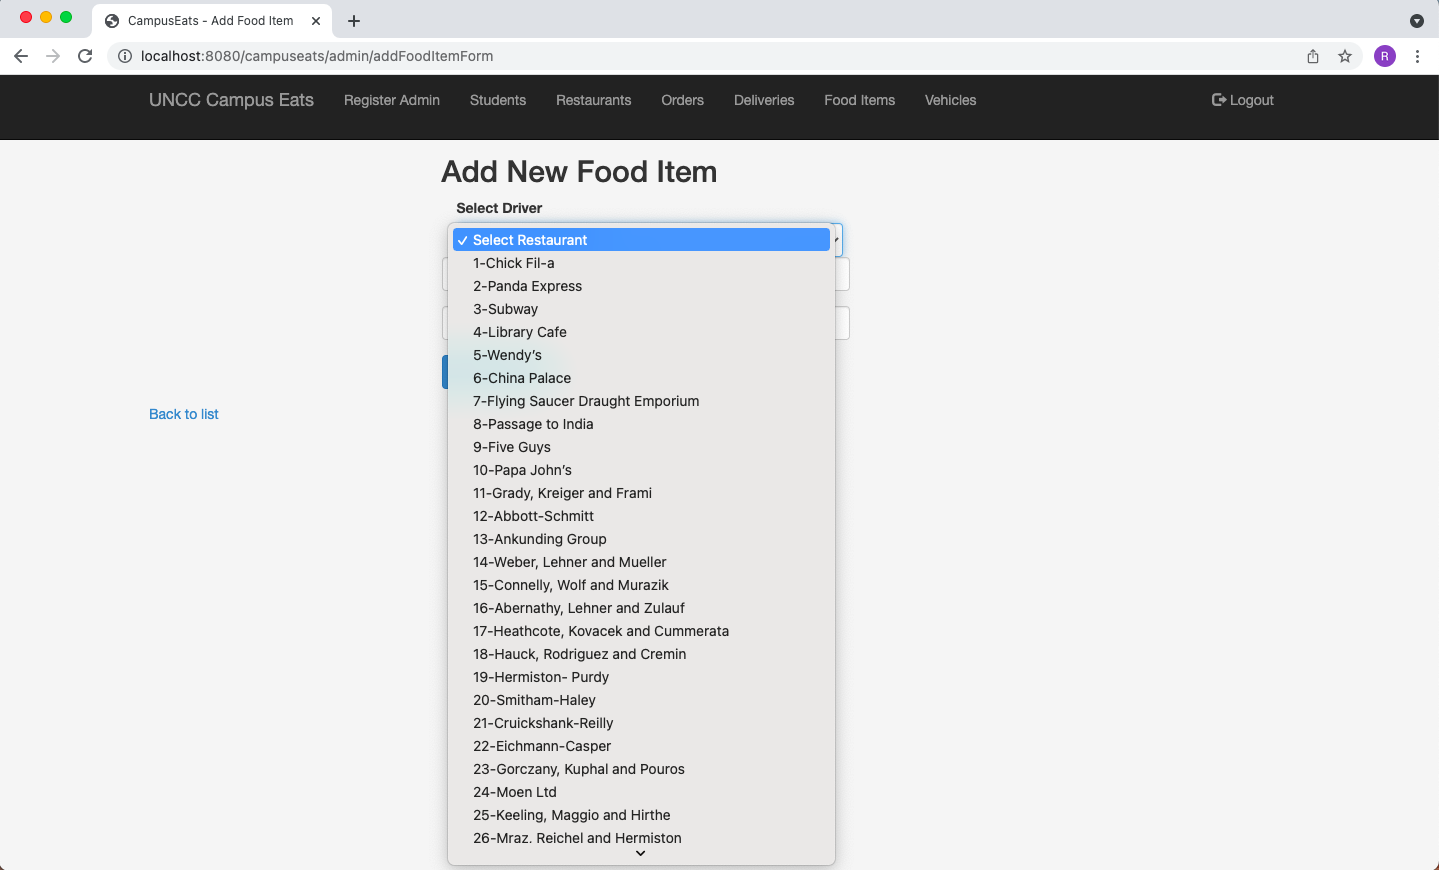 CampusEats - Add Food Item
localhost:8080/campuseats/admin/addFoodItemForm
R
UNCC Campus Eats Register Admin Students Restaurants Orders Deliveries Food Items Vehicles Logout
Add New Food Item
Select Driver
Select Restaurant
1-Chick Fil-a
2-Panda Express
3-Subway
4-Library Cafe
5-Wendy’s
6-China Palace
7-Flying Saucer Draught Emporium
8-Passage to India
9-Five Guys
10-Papa John’s
11-Grady, Kreiger and Frami
12-Abbott-Schmitt
13-Ankunding Group
14-Weber, Lehner and Mueller
15-Connelly, Wolf and Murazik
16-Abernathy, Lehner and Zulauf
17-Heathcote, Kovacek and Cummerata
18-Hauck, Rodriguez and Cremin
19-Hermiston- Purdy
20-Smitham-Haley
21-Cruickshank-Reilly
22-Eichmann-Casper
23-Gorczany, Kuphal and Pouros
24-Moen Ltd
25-Keeling, Maggio and Hirthe
26-Mraz. Reichel and Hermiston
Back to list